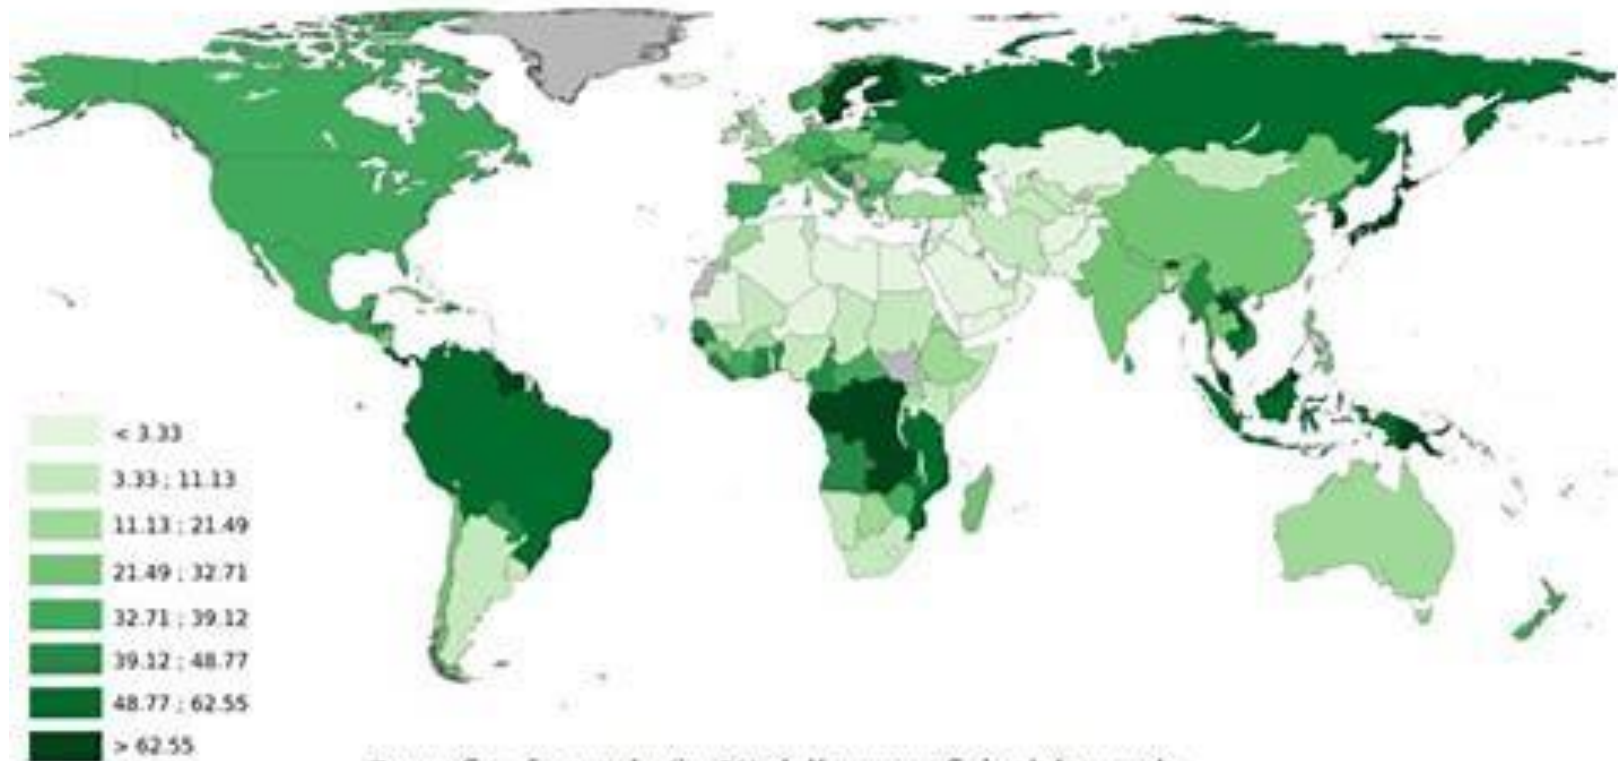 < 3.33
3.33 ; 11.13
11.13 ; 21.49
21.49 ; 32.71
32.71 ; 39.12
39.12 ; 48.77
48.77 ; 62.55
> 62.55